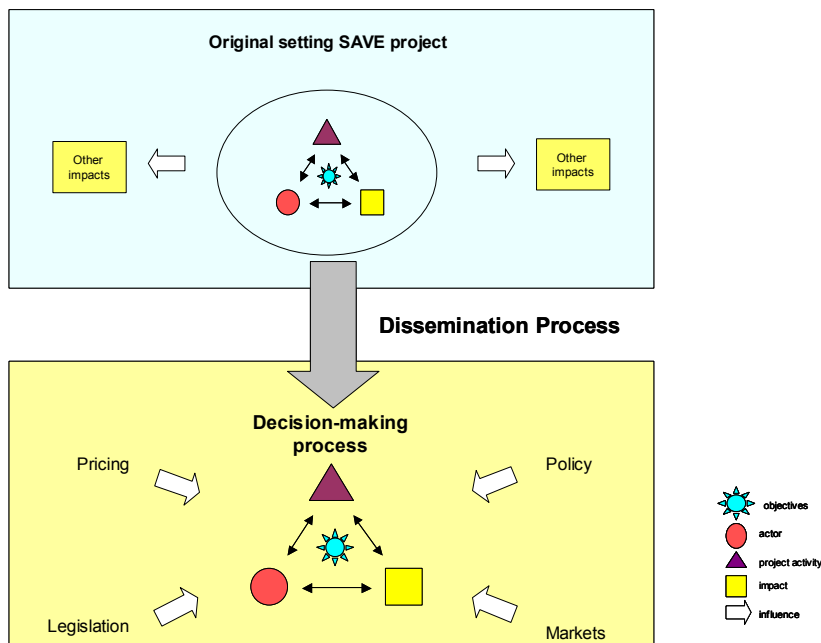 Original setting SAVE project
Other
impacts
Other
impacts
Dissemination Process
Decision-making
process
Pricing
Policy
Legislation
Markets
objectives
actor
project activity
impact
influence